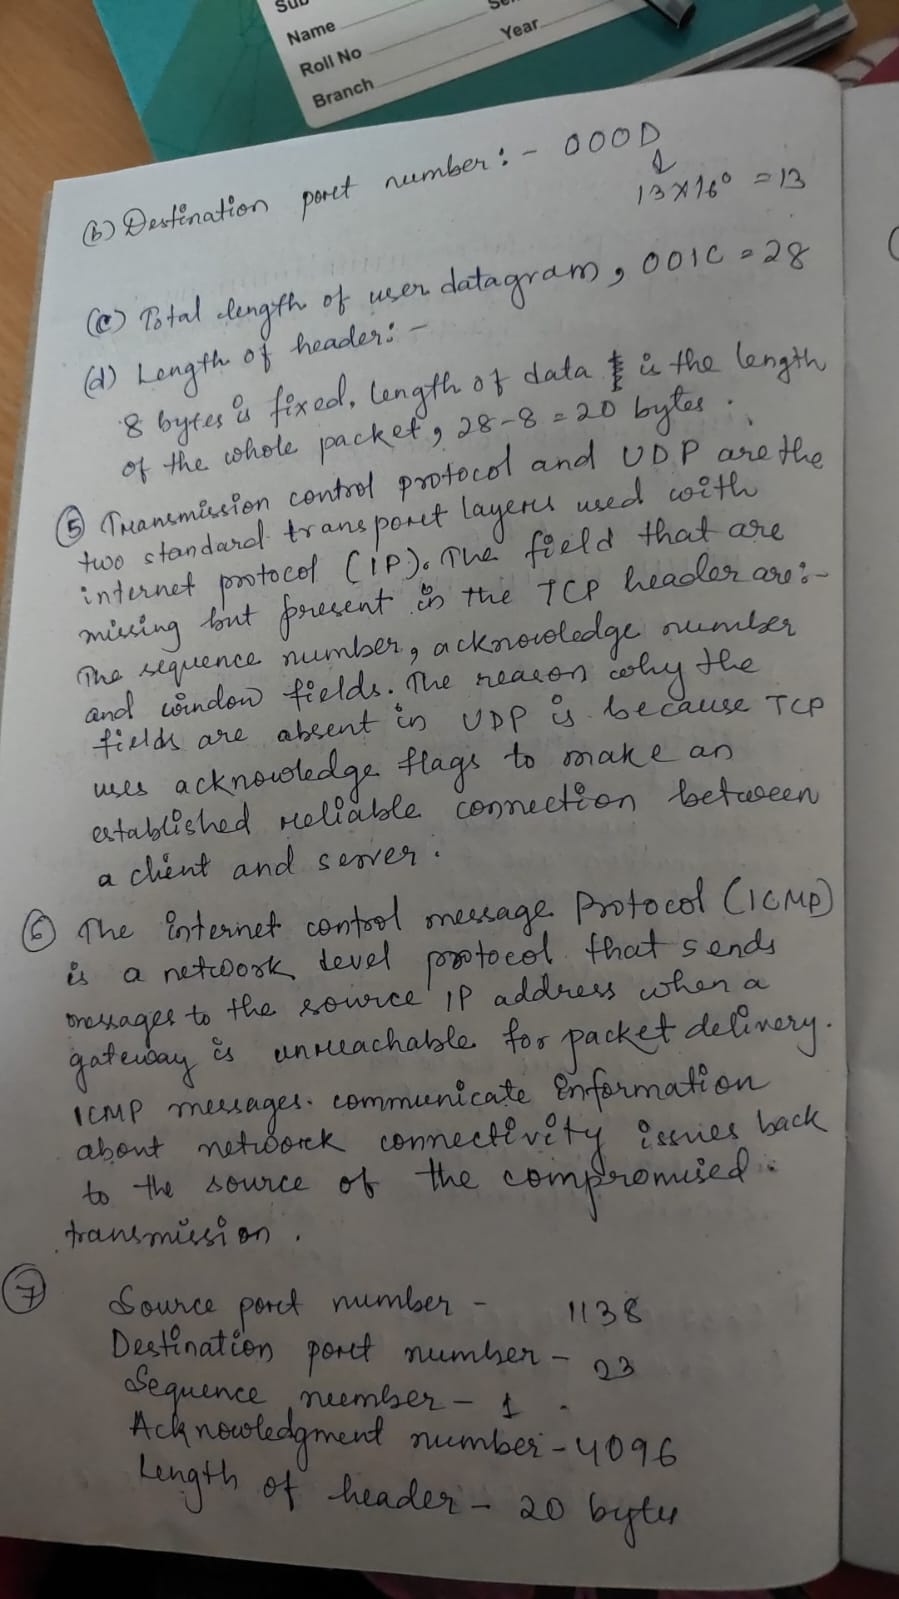 Sub
Name
Roll No
Branch
Year
(b) Destination port number :- 000D
13 x 16⁰ = 13
(c) Total length of user datagram, 001C = 28
(d) Length of header :-
8 bytes is fixed, length of data is the length
of the whole packet, 28-8 = 20 bytes.
(5) Transmission control protocol and UDP are the
two standard transport layers used with
internet protocol (IP). The field that are
missing but present in the TCP header are :-
The sequence number, acknowledge number
and window fields. The reason why the
fields are absent in UDP is because TCP
uses acknowledge flags to make an
established reliable connection between
a client and server.
(6) The internet control message Protocol (ICMP)
is a network level protocol that sends
messages to the source IP address when a
gateway is unreachable for packet delivery.
ICMP messages communicate information
about network connectivity issues back
to the source of the compromised
transmission.
(7)
Source port number - 1138
Destination port number - 23
Sequence number - 1
Acknowledgment number - 4096
Length of header - 20 bytes